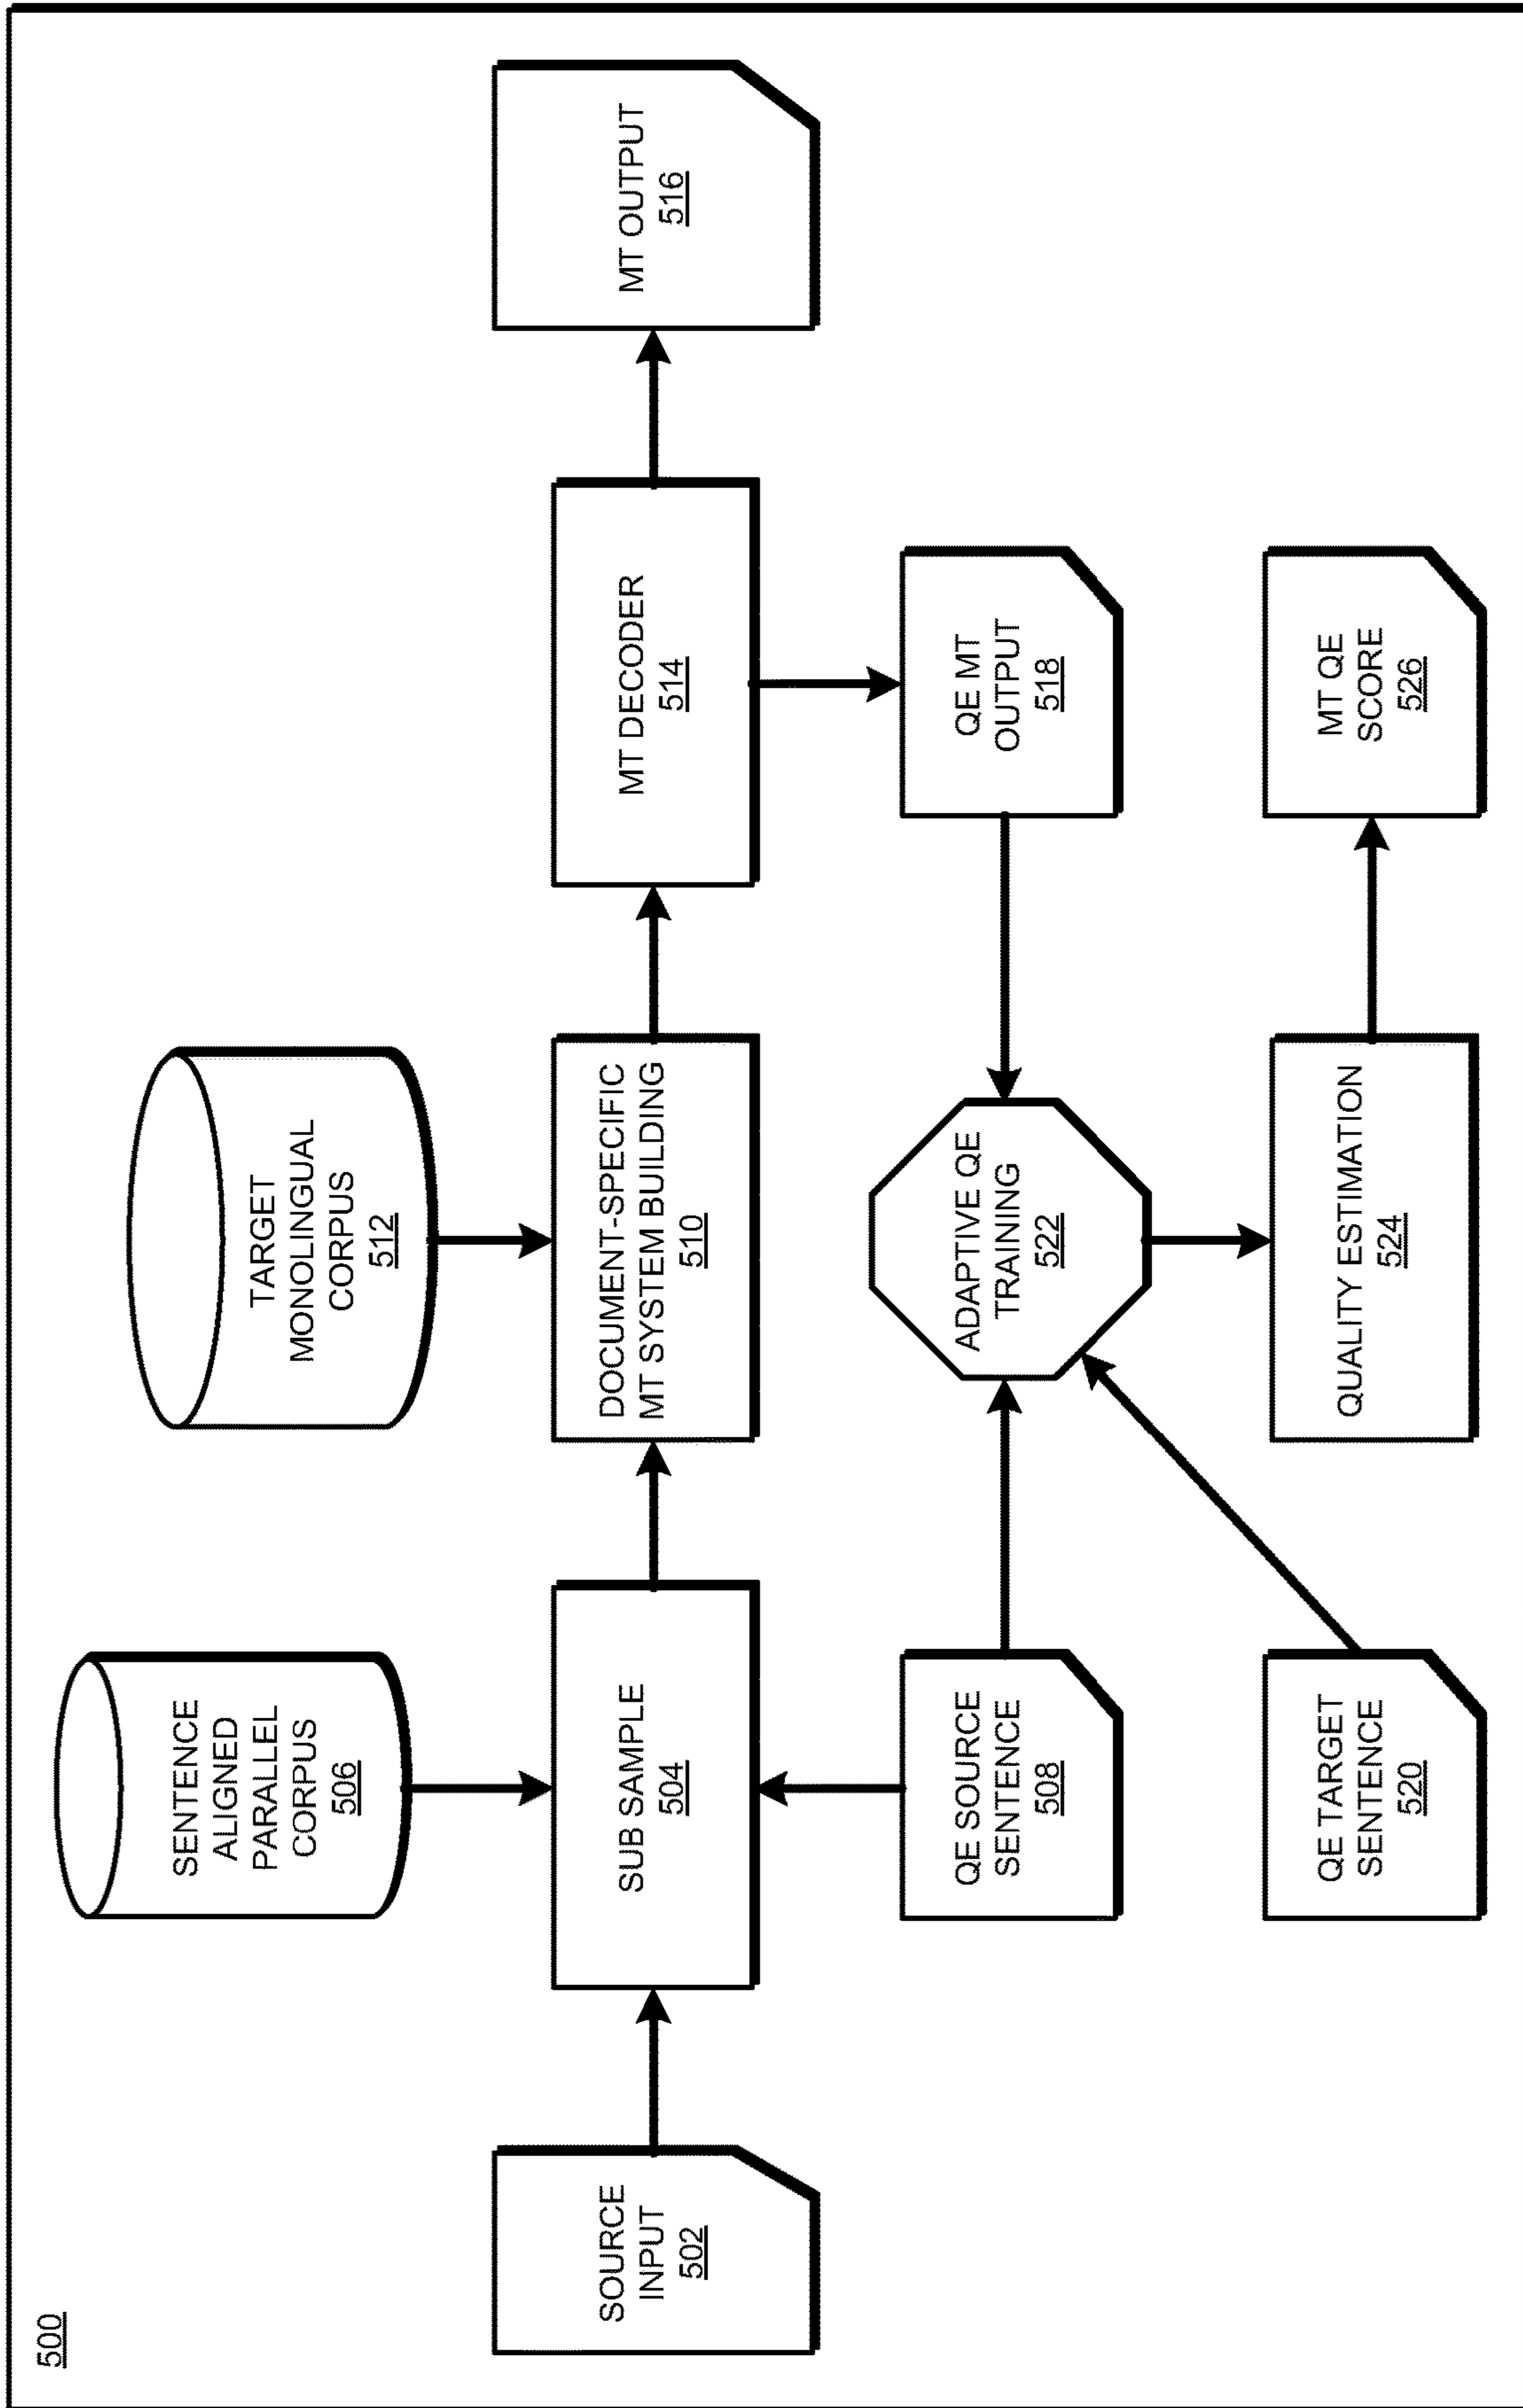 500
SENTENCE
ALIGNED
PARALLEL
CORPUS
506
TARGET
MONOLINGUAL
CORPUS
512
SOURCE
INPUT
502
SUB SAMPLE
504
DOCUMENT-SPECIFIC
MT SYSTEM BUILDING
510
MT DECODER
514
MT OUTPUT
516
QE SOURCE
SENTENCE
508
ADAPTIVE QE
TRAINING
522
QE MT
OUTPUT
518
QE TARGET
SENTENCE
520
QUALITY ESTIMATION
524
MT QE
SCORE
526